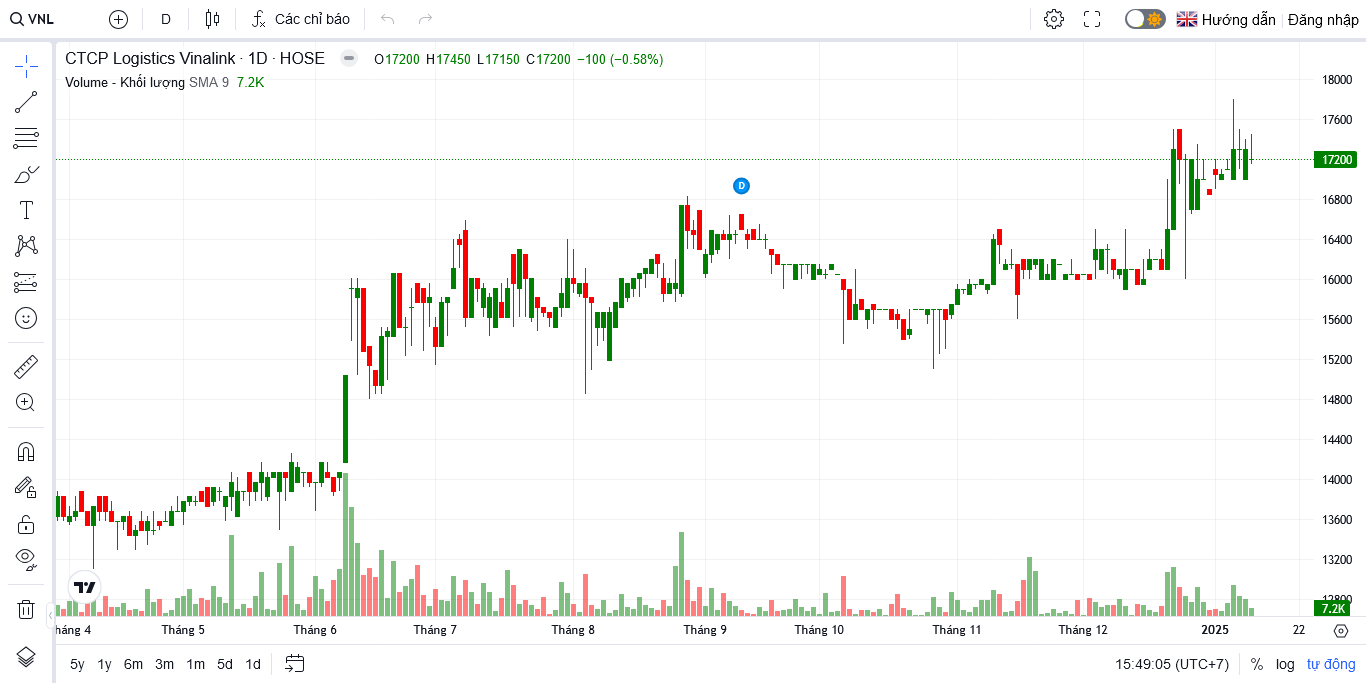 VNL D Các chỉ báo Hướng dẫn Đăng nhập
CTCP Logistics Vinalink · 1D · HOSE O17200 H17450 L17150 C17200 −100 (−0.58%)
Volume - Khối lượng SMA 9 7.2K
18000
17600
17200
D
16800
16400
16000
15600
15200
14800
14400
14000
13600
13200
12800
7.2K
háng 4 Tháng 5 Tháng 6 Tháng 7 Tháng 8 Tháng 9 Tháng 10 Tháng 11 Tháng 12 2025 22
5y 1y 6m 3m 1m 5d 1d 15:49:05 (UTC+7) % log tự động